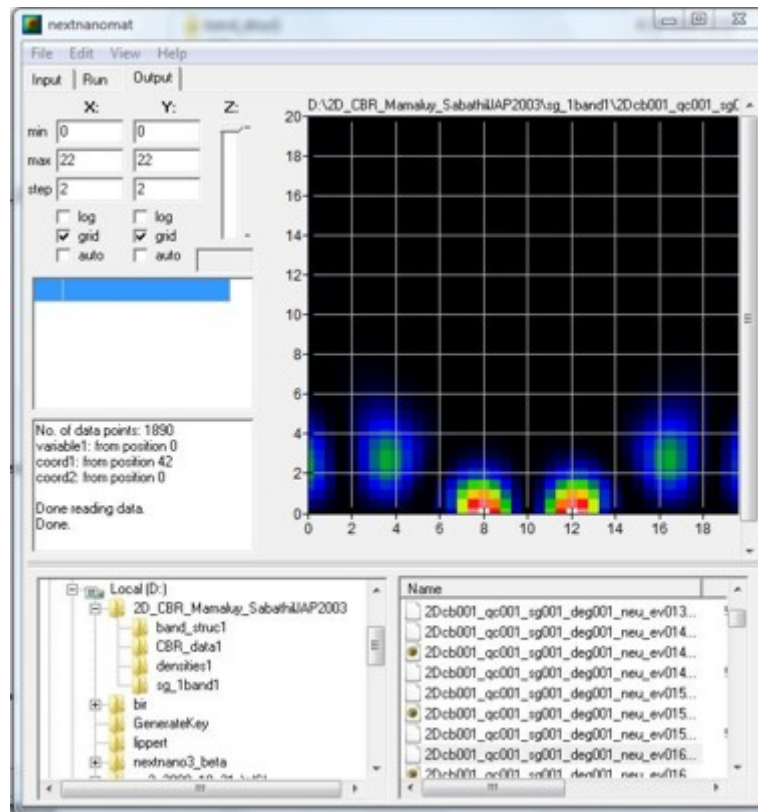 nextnanomat
File Edit View Help
Input Run Output
X: Y: Z:
min 0 0
max 22 22
step 2 2
log log
grid grid
auto auto
D:\2D_CBR_Mamaluy_SabathilJAP2003\sg_1band1\2Dcb001_qc001_sg0
20
18
16
14
12
10
8
6
4
2
0
0 2 4 6 8 10 12 14 16 18
No. of data points: 1890
variable1: from position 0
coord1: from position 42
coord2: from position 0
Done reading data.
Done.
Local (D:)
2D_CBR_Mamaluy_SabathilJAP2003
band_struc1
CBR_data1
densities1
sg_1band1
bir
GenerateKey
lippert
nextnano3_beta
Name
2Dcb001_qc001_sg001_deg001_neu_ev013...
2Dcb001_qc001_sg001_deg001_neu_ev014...
2Dcb001_qc001_sg001_deg001_neu_ev014...
2Dcb001_qc001_sg001_deg001_neu_ev014...
2Dcb001_qc001_sg001_deg001_neu_ev015...
2Dcb001_qc001_sg001_deg001_neu_ev015...
2Dcb001_qc001_sg001_deg001_neu_ev015...
2Dcb001_qc001_sg001_deg001_neu_ev016...
2Dcb001_qc001_sg001_deg001_neu_ev016